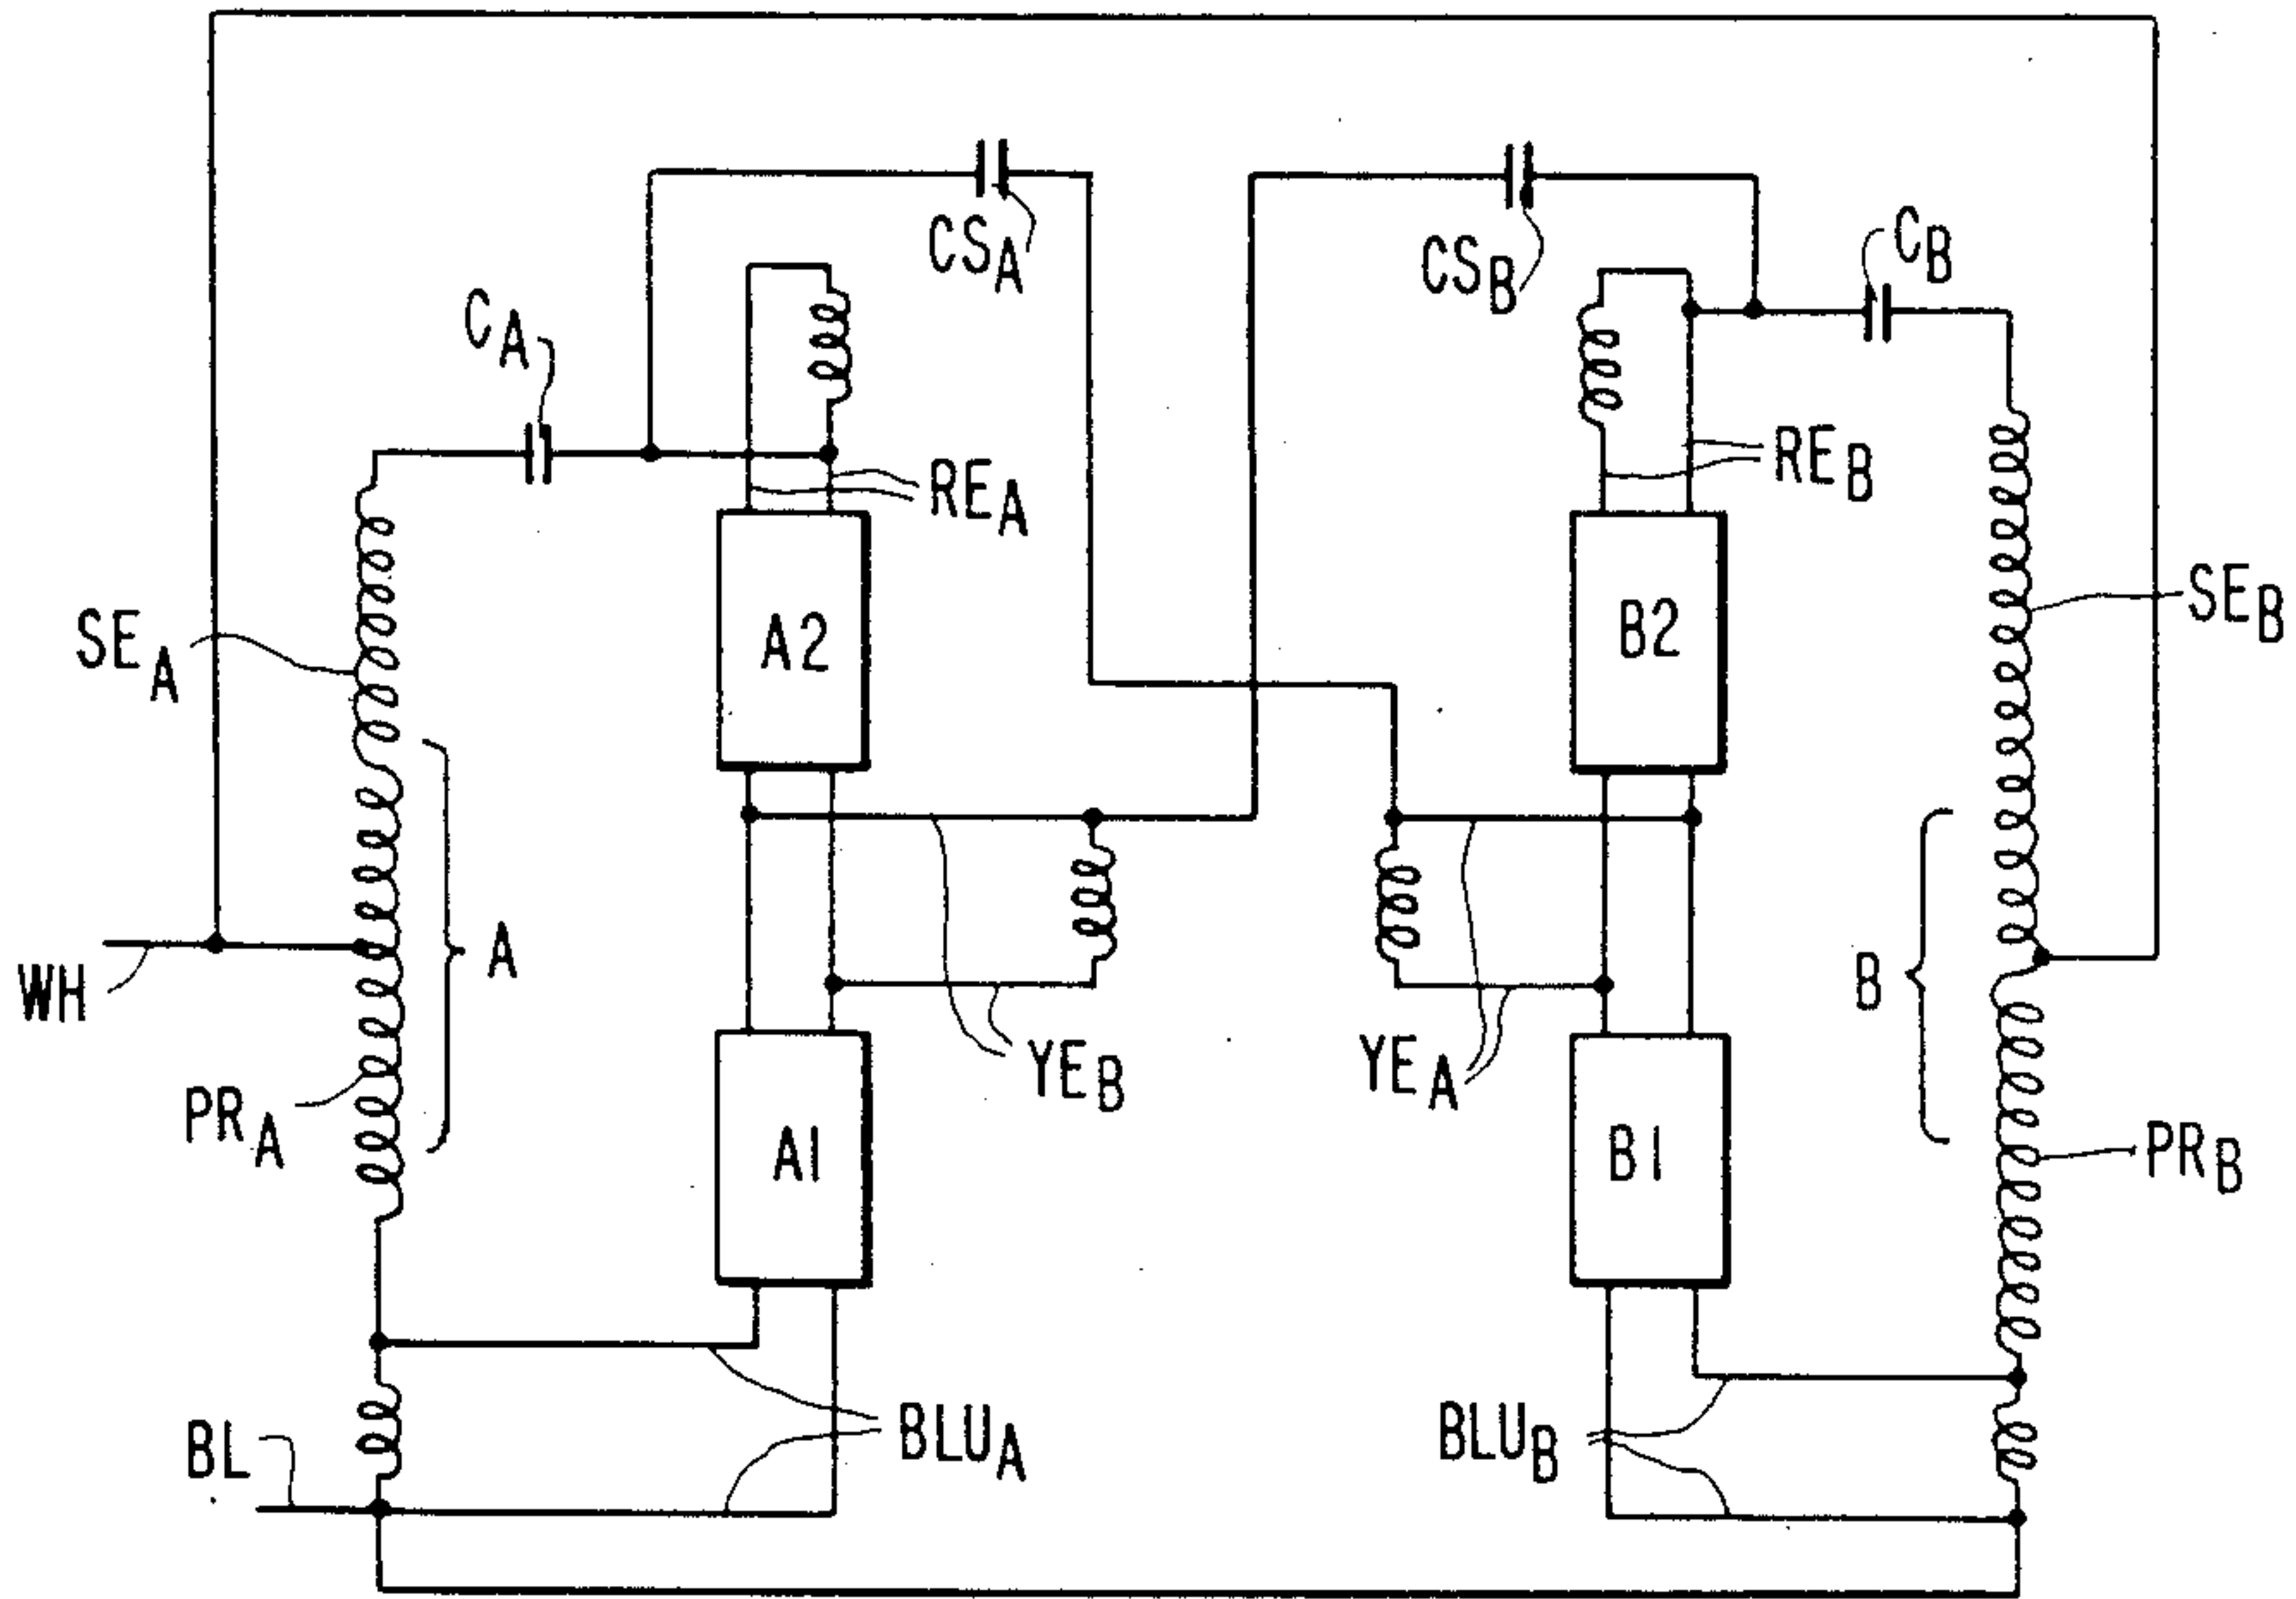 CSA
CSB
CB
CA
REA
REB
SEA
A2
B2
SEB
A
B
WH
YEB
YEA
PRA
A1
B1
PRB
BL
BLUA
BLUB